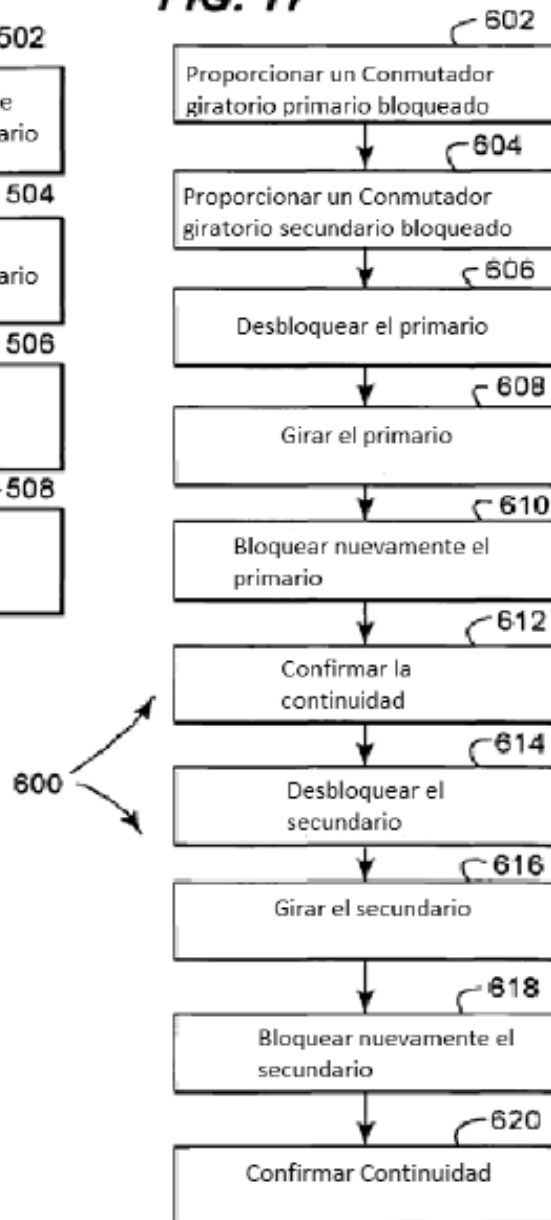 FIG. 17
502
ario
504
ario
506
508
602
Proporcionar un Conmutador
giratorio primario bloqueado
604
Proporcionar un Conmutador
giratorio secundario bloqueado
606
Desbloquear el primario
608
Girar el primario
610
Bloquear nuevamente el
primario
612
Confirmar la
continuidad
600
614
Desbloquear el
secundario
616
Girar el secundario
618
Bloquear nuevamente el
secundario
620
Confirmar Continuidad